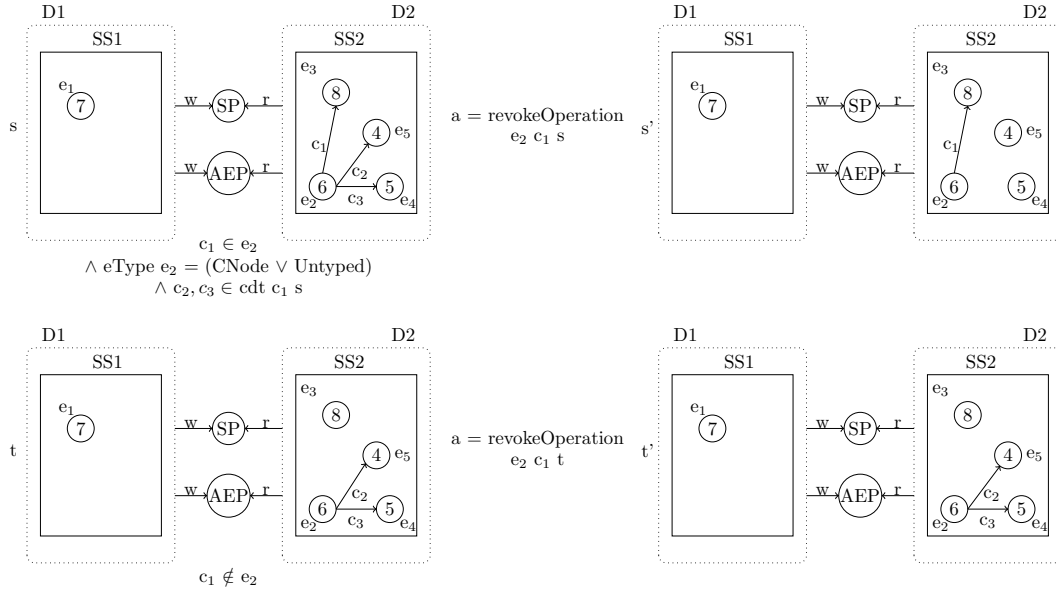 D1 D2 D1 D2
SS1 SS2 SS1 SS2
e3 e3
e1 8 e1 8
7 w SP r 7 w SP r
s 4 e5 a = revokeOperation s' 4 e5
c1 e2 c1 s c1
w AEP r c2 w AEP r
6 5 6 5
e2 c3 e4 e2 e4
c1 ∈ e2
∧ eType e2 = (CNode ∨ Untyped)
∧ c2, c3 ∈ cdt c1 s
D1 D2 D1 D2
SS1 SS2 SS1 SS2
e3 e3
e1 8 e1 8
7 w SP r 7 w SP r
t 4 e5 a = revokeOperation t' 4 e5
e2 c1 t
w AEP r c2 w AEP r c2
6 5 6 5
e2 c3 e4 e2 c3 e4
c1 ∉ e2